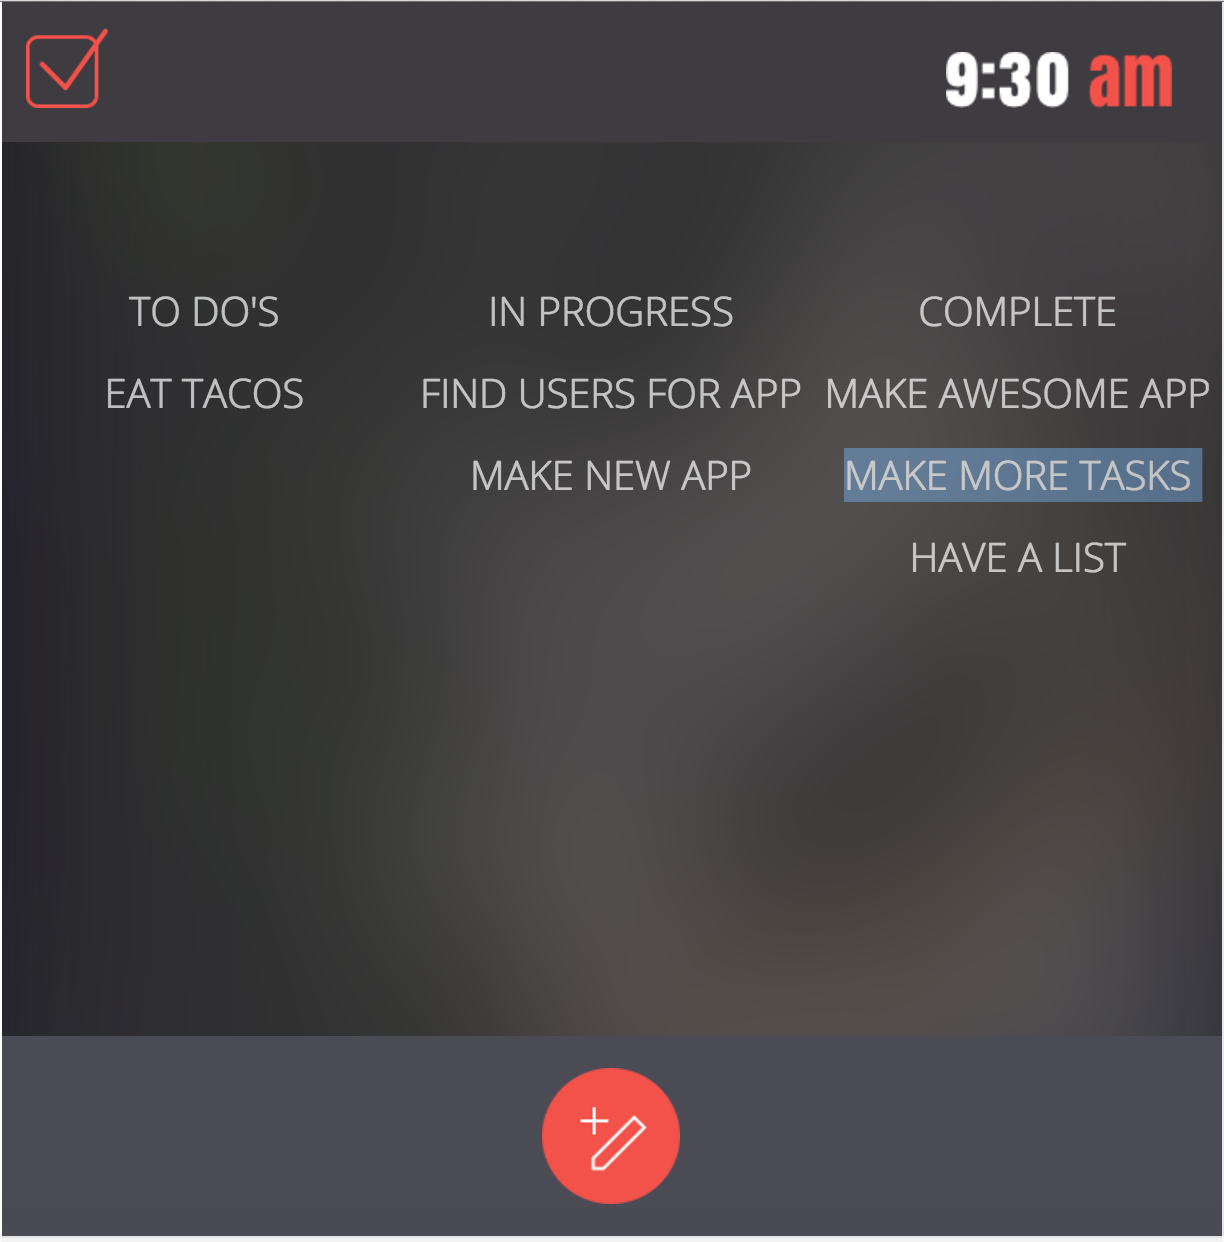 9:30 am
TO DO'S
EAT TACOS
IN PROGRESS
FIND USERS FOR APP
MAKE NEW APP
COMPLETE
MAKE AWESOME APP
MAKE MORE TASKS
HAVE A LIST